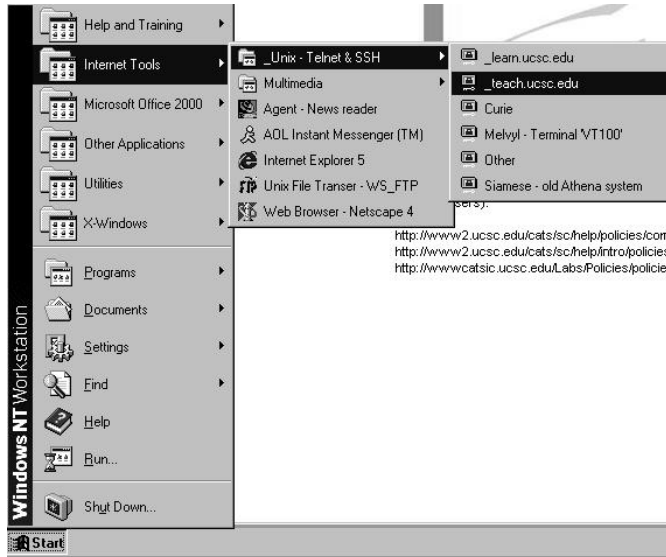 Help and Training
Internet Tools
Microsoft Office 2000
Other Applications
Utilities
X-Windows
Programs
Documents
Settings
Find
Help
Run...
Shut Down...
Windows NT Workstation
Start
_Unix - Telnet & SSH
Multimedia
Agent - News reader
AOL Instant Messenger (TM)
Internet Explorer 5
Unix File Transer - WS_FTP
Web Browser - Netscape 4
_learn.ucsc.edu
_teach.ucsc.edu
Curie
Melvyl - Terminal 'VT100'
Other
Siamese - old Athena system
sers):
http://www2.ucsc.edu/cats/sc/help/policies/con
http://www2.ucsc.edu/cats/sc/help/intro/policies
http://wwwcatsic.ucsc.edu/Labs/Policies/policie